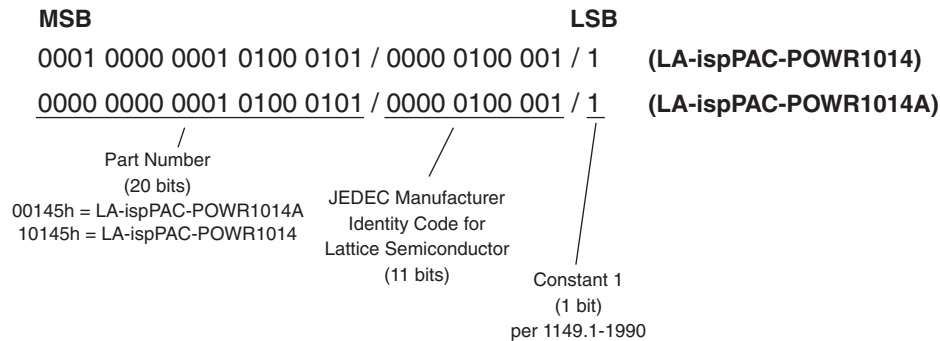 MSB LSB
0001 0000 0001 0100 0101 / 0000 0100 001 / 1 (LA-ispPAC-POWR1014)
0000 0000 0001 0100 0101 / 0000 0100 001 / 1 (LA-ispPAC-POWR1014A)
Part Number
(20 bits)
00145h = LA-ispPAC-POWR1014A
10145h = LA-ispPAC-POWR1014
JEDEC Manufacturer
Identity Code for
Lattice Semiconductor
(11 bits)
Constant 1
(1 bit)
per 1149.1-1990